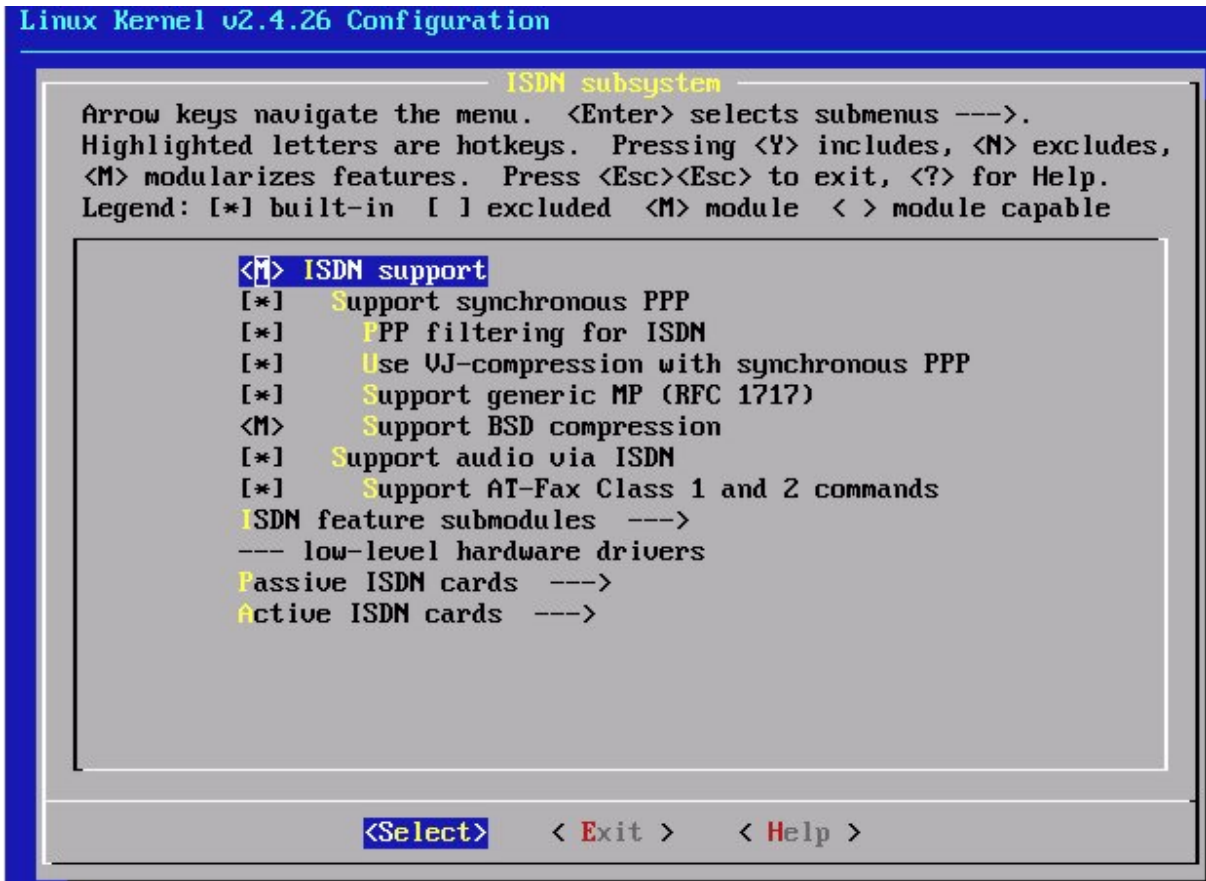 Linux Kernel v2.4.26 Configuration
ISDN subsystem
Arrow keys navigate the menu.  <Enter> selects submenus --->.
Highlighted letters are hotkeys.  Pressing <Y> includes, <N> excludes,
<M> modularizes features.  Press <Esc><Esc> to exit, <?> for Help.
Legend: [*] built-in  [ ] excluded  <M> module  < > module capable
<M> ISDN support
[*]   Support synchronous PPP
[*]     PPP filtering for ISDN
[*]     Use VJ-compression with synchronous PPP
[*]     Support generic MP (RFC 1717)
<M>     Support BSD compression
[*]   Support audio via ISDN
[*]     Support AT-Fax Class 1 and 2 commands
ISDN feature submodules  --->
--- low-level hardware drivers
Passive ISDN cards  --->
Active ISDN cards  --->
<Select>    < Exit >    < Help >